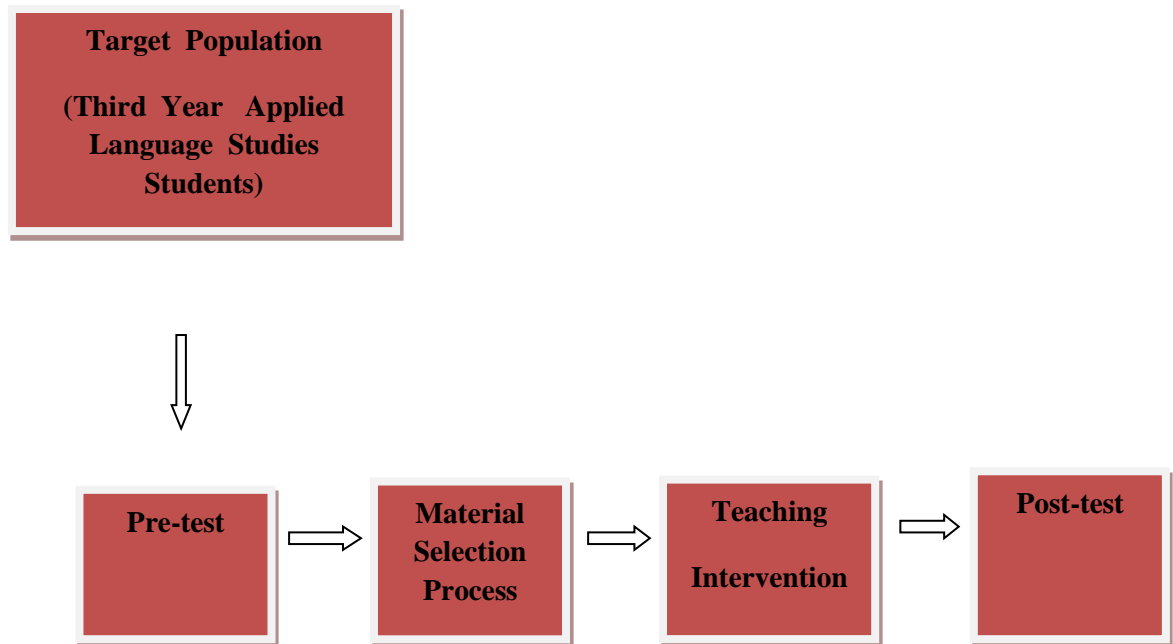 Target Population
(Third Year Applied
Language Studies
Students)
Pre-test
Material
Selection
Process
Teaching
Intervention
Post-test